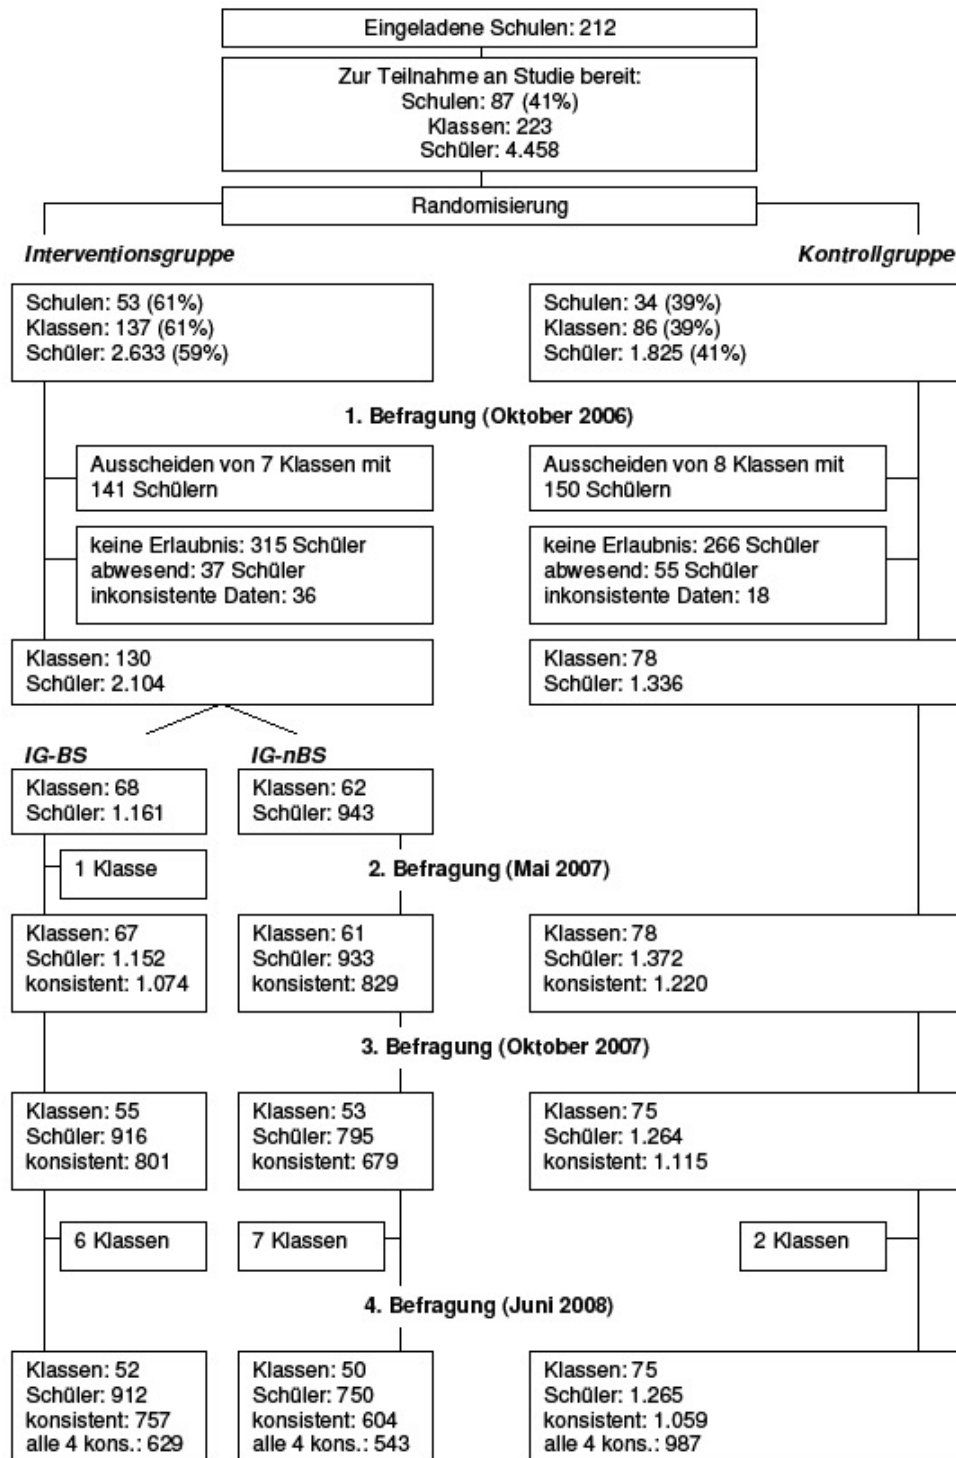 Eingeladene Schulen: 212
Zur Teilnahme an Studie bereit:
Schulen: 87 (41%)
Klassen: 223
Schüler: 4.458
Randomisierung
Interventionsgruppe
Kontrollgruppe
Schulen: 53 (61%)
Klassen: 137 (61%)
Schüler: 2.633 (59%)
Schulen: 34 (39%)
Klassen: 86 (39%)
Schüler: 1.825 (41%)
1. Befragung (Oktober 2006)
Ausscheiden von 7 Klassen mit
141 Schülern
Ausscheiden von 8 Klassen mit
150 Schülern
keine Erlaubnis: 315 Schüler
abwesend: 37 Schüler
inkonsistente Daten: 36
keine Erlaubnis: 266 Schüler
abwesend: 55 Schüler
inkonsistente Daten: 18
Klassen: 130
Schüler: 2.104
Klassen: 78
Schüler: 1.336
IG-BS
IG-nBS
Klassen: 68
Schüler: 1.161
Klassen: 62
Schüler: 943
1 Klasse
2. Befragung (Mai 2007)
Klassen: 67
Schüler: 1.152
konsistent: 1.074
Klassen: 61
Schüler: 933
konsistent: 829
Klassen: 78
Schüler: 1.372
konsistent: 1.220
3. Befragung (Oktober 2007)
Klassen: 55
Schüler: 916
konsistent: 801
Klassen: 53
Schüler: 795
konsistent: 679
Klassen: 75
Schüler: 1.264
konsistent: 1.115
6 Klassen
7 Klassen
2 Klassen
4. Befragung (Juni 2008)
Klassen: 52
Schüler: 912
konsistent: 757
alle 4 kons.: 629
Klassen: 50
Schüler: 750
konsistent: 604
alle 4 kons.: 543
Klassen: 75
Schüler: 1.265
konsistent: 1.059
alle 4 kons.: 987